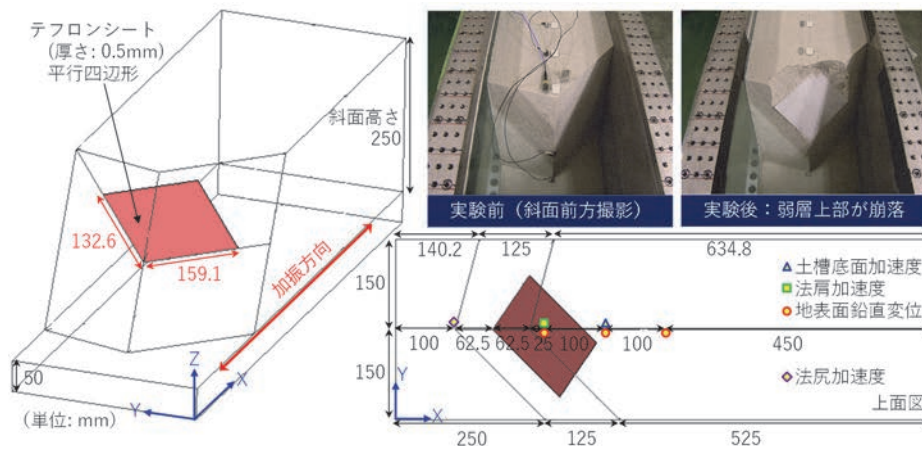 テフロンシート
(厚さ: 0.5mm)
平行四辺形
斜面高さ
250
132.6
159.1
加振方向
50
Z
X
Y
(単位: mm)
実験前（斜面前方撮影）
実験後：弱層上部が崩落
140.2
125
634.8
150
土槽底面加速度
法肩加速度
地表面鉛直変位
100
62.5
62.5
25
100
100
450
150
法尻加速度
Y
X
上面図
250
125
525